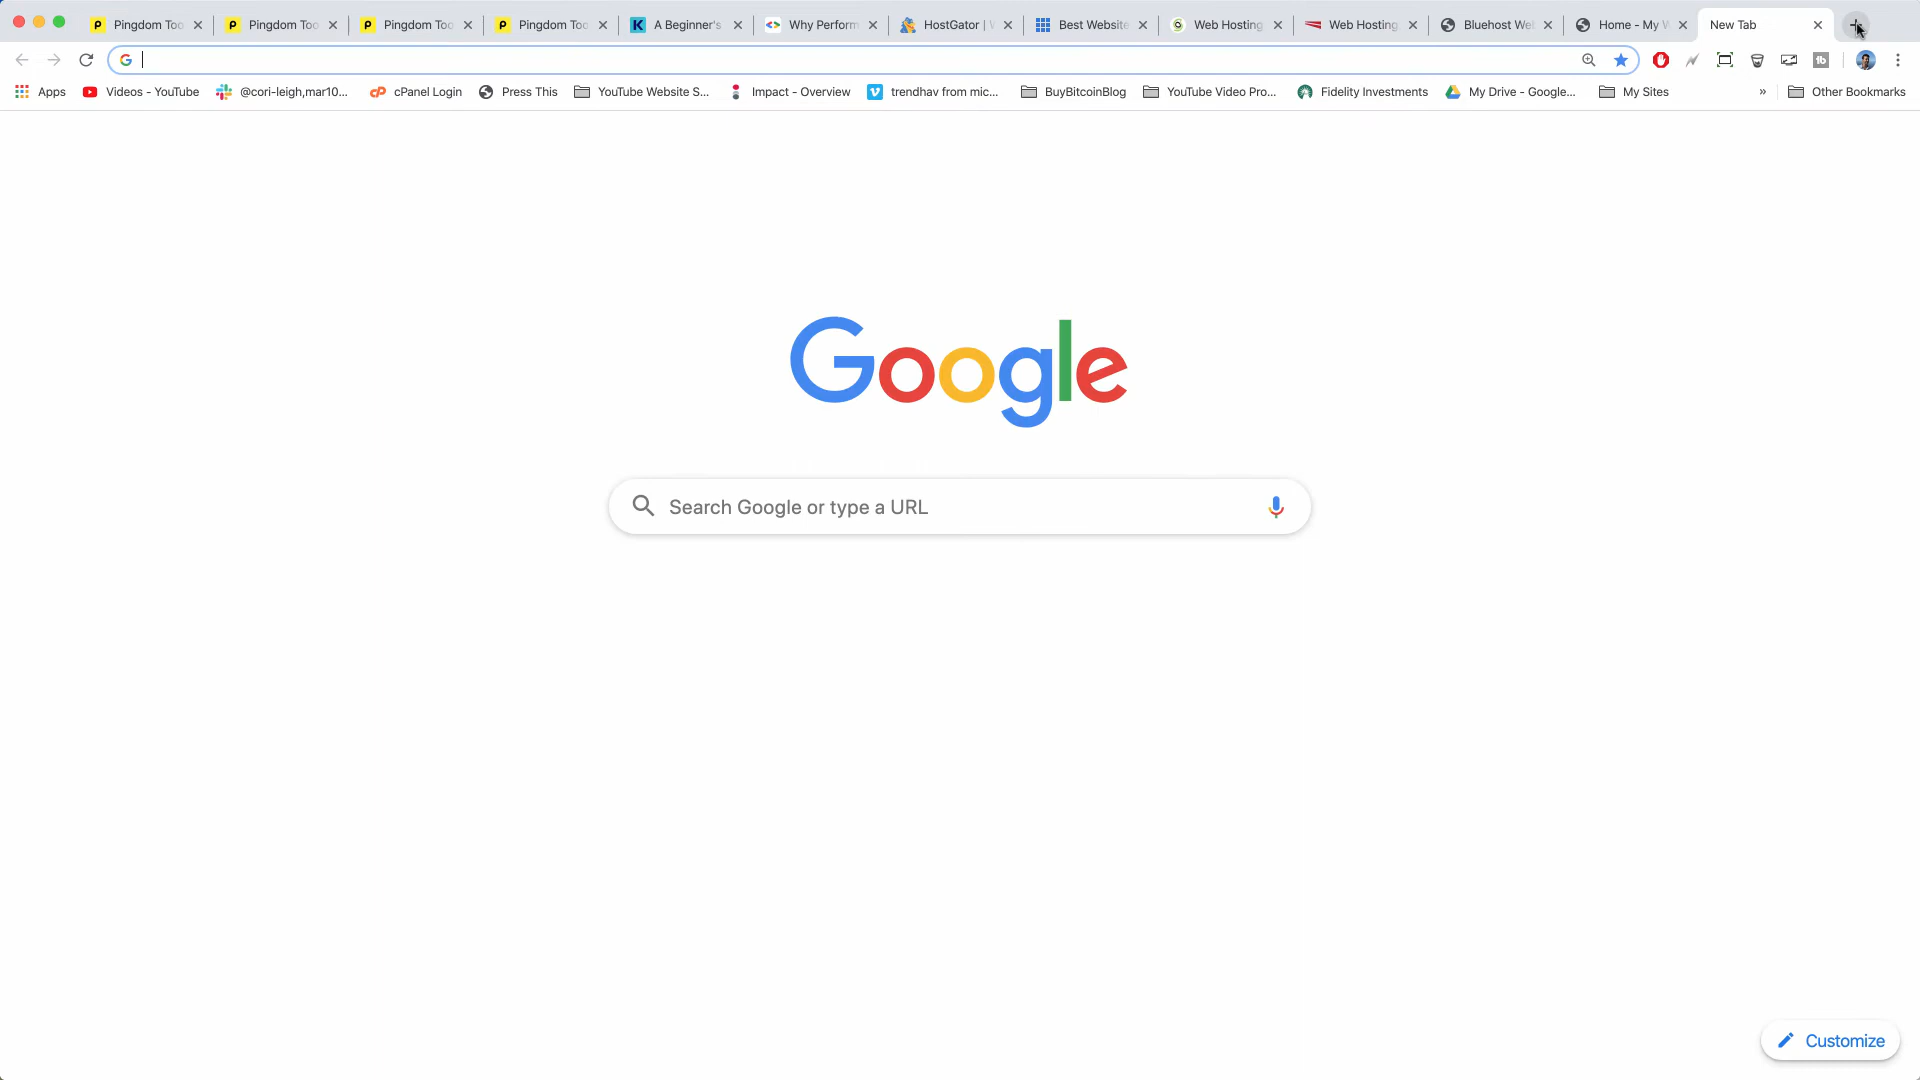 Pingdom Too
Pingdom Too
Pingdom Too
Pingdom Too
A Beginner's
Why Perform
HostGator | W
Best Website
Web Hosting
Web Hosting
Bluehost Web
Home - My W
New Tab
Apps
Videos - YouTube
@cori-leigh,mar10...
cPanel Login
Press This
YouTube Website S...
Impact - Overview
trendhav from mic...
BuyBitcoinBlog
YouTube Video Pro...
Fidelity Investments
My Drive - Google...
My Sites
»
Other Bookmarks
Google
Search Google or type a URL
Customize